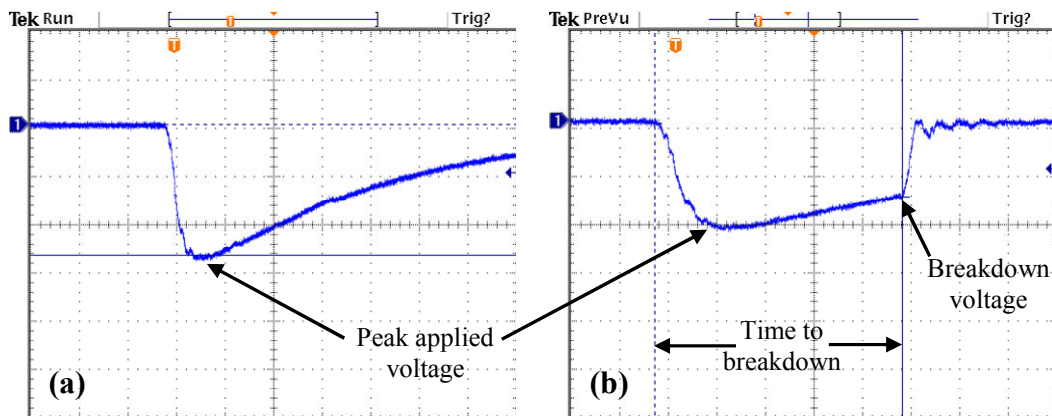 Tek Run
Trig?
T
T
1
Peak applied
voltage
(a)
Tek PreVu
Trig?
T
T
1
Breakdown
voltage
Time to
breakdown
(b)